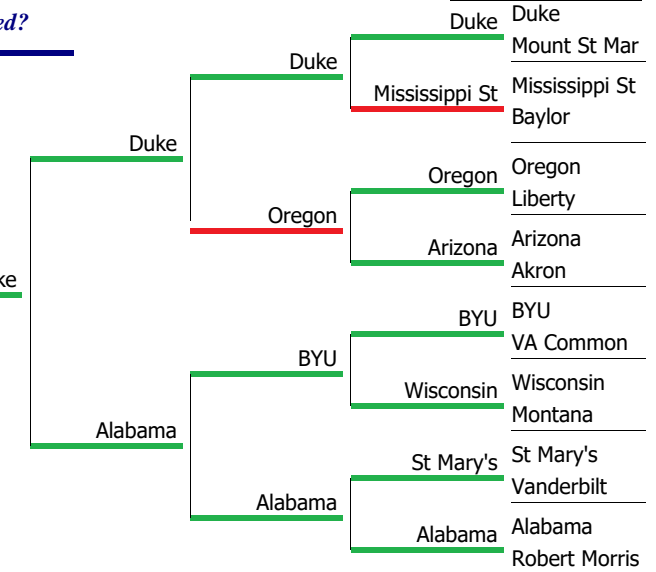 ed?
Duke
Mount St Mar
Mississippi St
Baylor
Oregon
Liberty
Arizona
Akron
BYU
VA Common
Wisconsin
Montana
St Mary's
Vanderbilt
Alabama
Robert Morris
Duke
Mississippi St
Oregon
Arizona
BYU
Wisconsin
St Mary's
Alabama
Duke
Oregon
BYU
Alabama
Duke
Alabama
ke